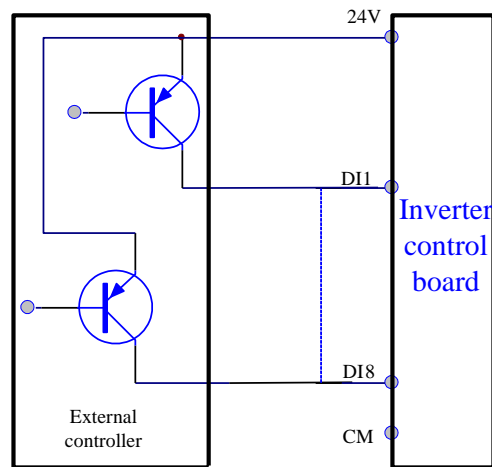 24V
DI1
Inverter
control
board
DI8
External
controller
CM